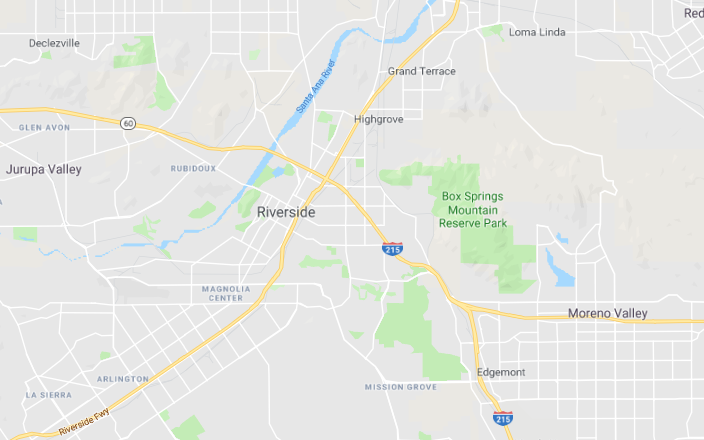 Red
Loma Linda
Declezville
Grand Terrace
Santa Ana River
Highgrove
60
GLEN AVON
Jurupa Valley
RUBIDOUX
Box Springs
Mountain
Reserve Park
Riverside
215
MAGNOLIA
CENTER
Moreno Valley
Edgemont
ARLINGTON
MISSION GROVE
LA SIERRA
Riverside Fwy
215